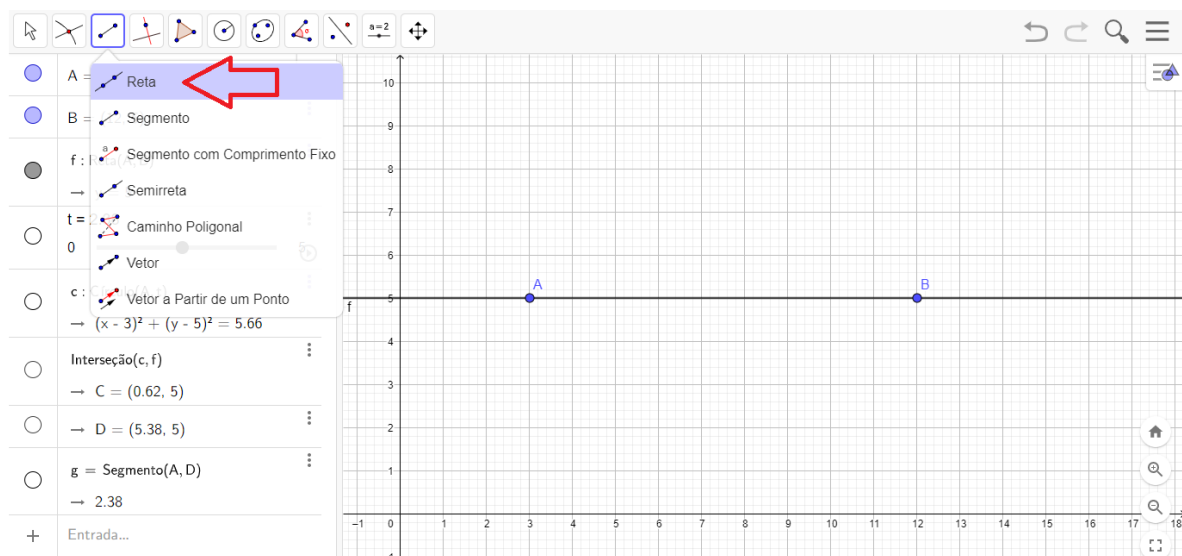 a=2
A =
Reta
B =
Segmento
f :
Segmento com Comprimento Fixo
→
Semirreta
t = 2
Caminho Poligonal
0
5
Vetor
c :
Vetor a Partir de um Ponto
→ (x - 3)² + (y - 5)² = 5.66
Interseção(c, f)
→ C = (0.62, 5)
→ D = (5.38, 5)
g = Segmento(A, D)
→ 2.38
+ Entrada...
10
9
8
7
6
5
4
3
2
1
A
B
f
−1 0 1 2 3 4 5 6 7 8 9 10 11 12 13 14 15 16 17 18